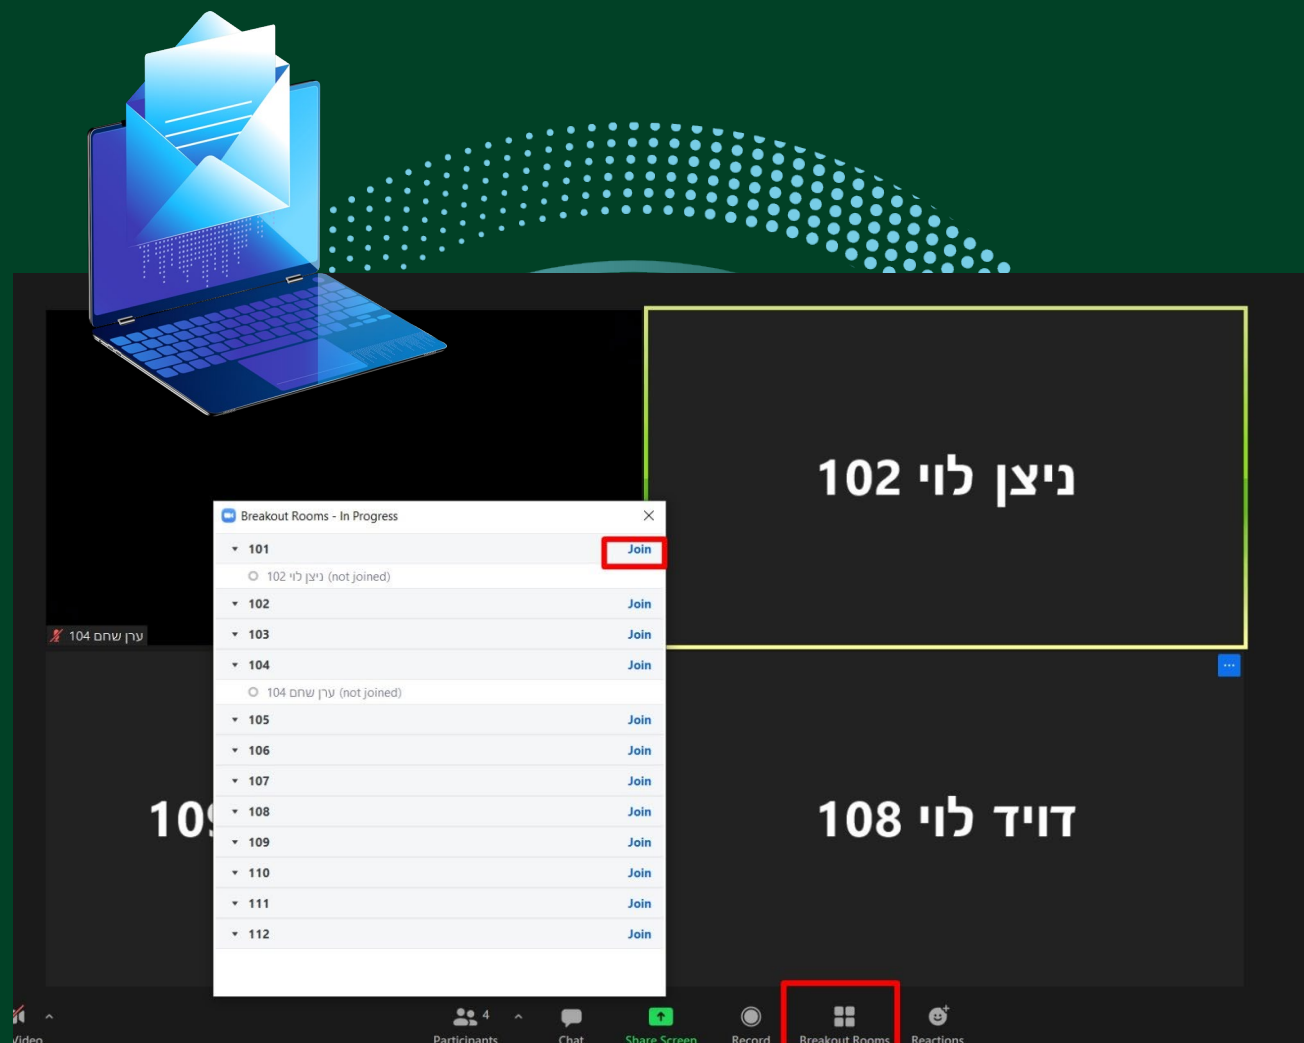 ניצן לוי 102
Breakout Rooms - In Progress
101 Join
ניצן לוי 102 (not joined)
102 Join
103 Join
ערן שחם 104
104 Join
ערן שחם 104 (not joined)
105 Join
106 Join
107 Join
108 Join
דויד לוי 108
109 Join
110 Join
111 Join
112 Join
4
Video
Participants
Chat
Share Screen
Record
Breakout Rooms
Reactions